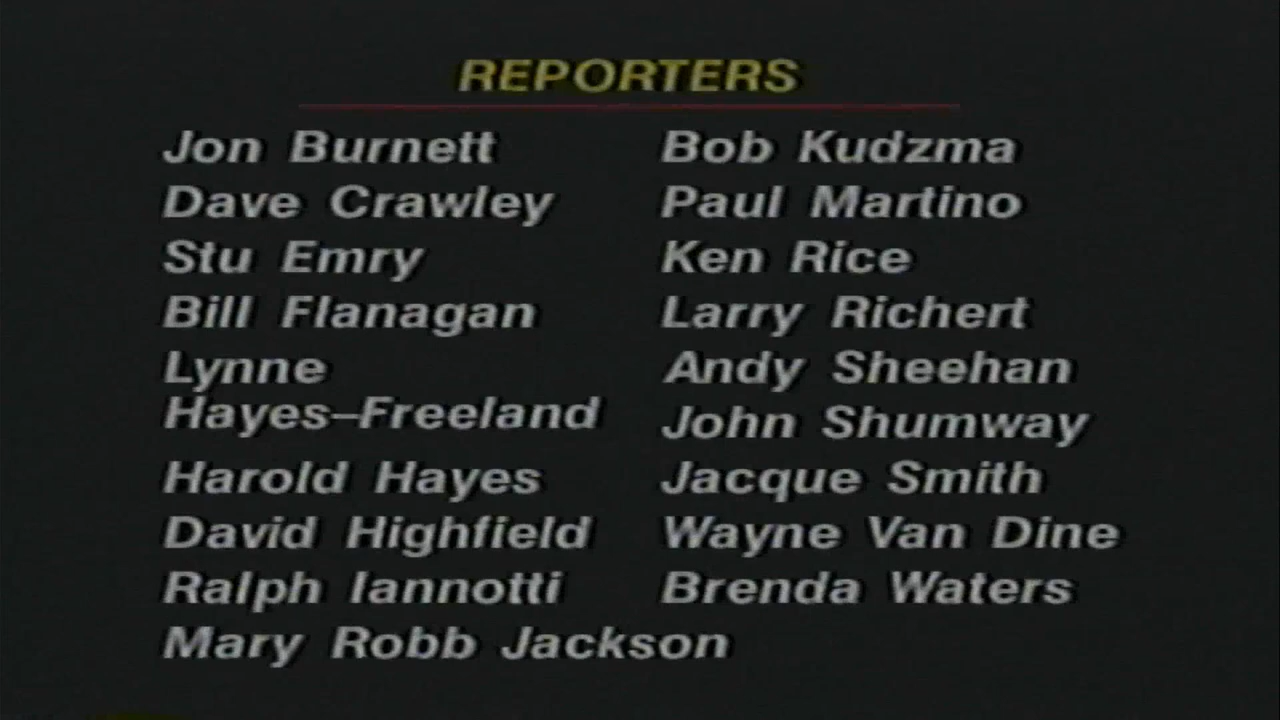 REPORTERS
Jon Burnett
Dave Crawley
Stu Emry
Bill Flanagan
Lynne
Hayes–Freeland
Harold Hayes
David Highfield
Ralph Iannotti
Mary Robb Jackson
Bob Kudzma
Paul Martino
Ken Rice
Larry Richert
Andy Sheehan
John Shumway
Jacque Smith
Wayne Van Dine
Brenda Waters